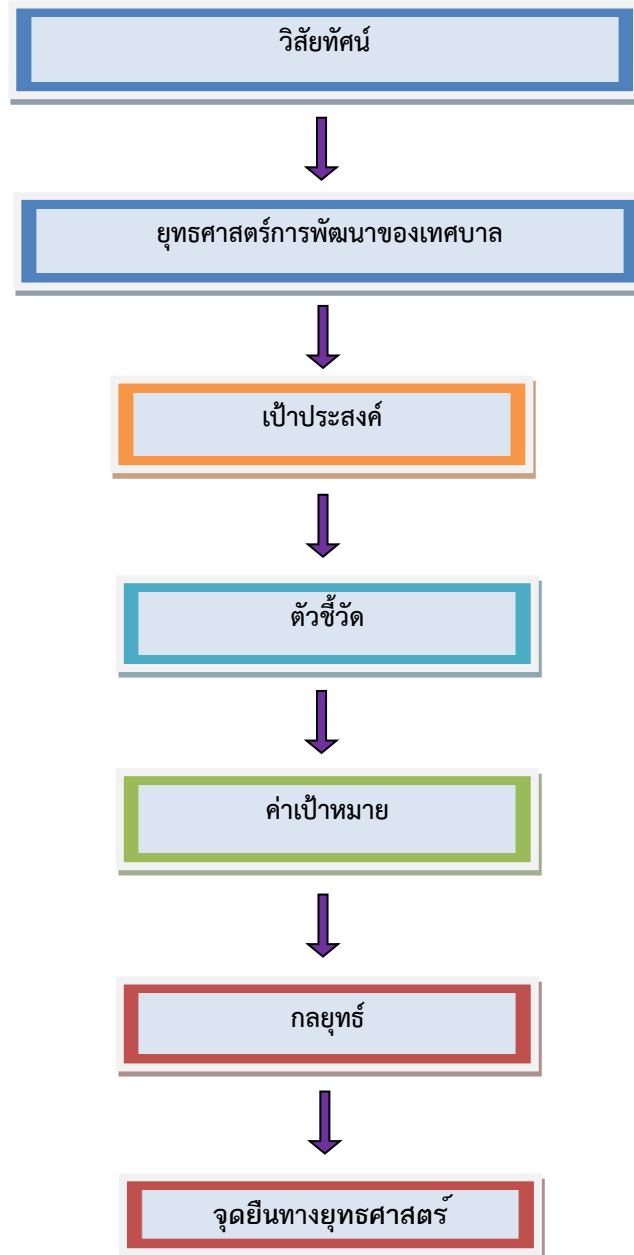 วิสัยทัศน์
ยุทธศาสตร์การพัฒนาของเทศบาล
เป้าประสงค์
ตัวชี้วัด
ค่าเป้าหมาย
กลยุทธ์
จุดยืนทางยุทธศาสตร์